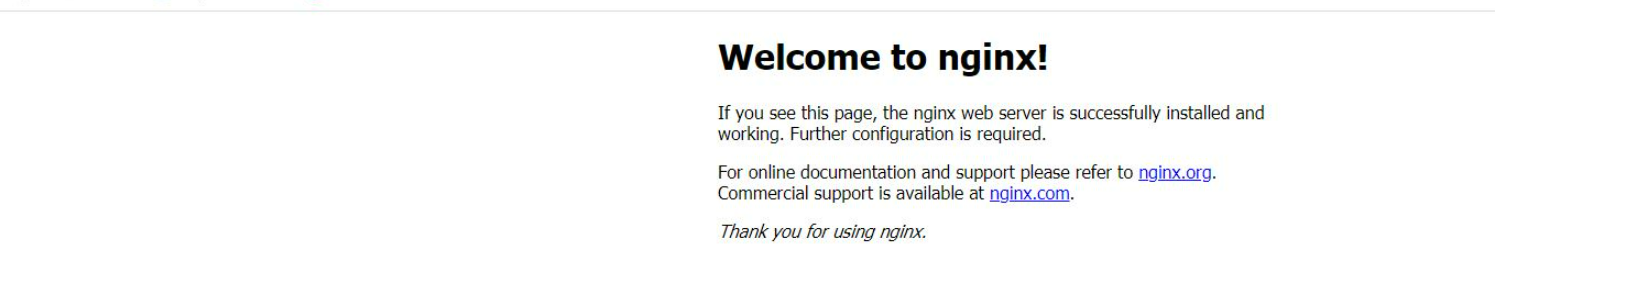 Welcome to nginx!
If you see this page, the nginx web server is successfully installed and
working. Further configuration is required.
For online documentation and support please refer to nginx.org.
Commercial support is available at nginx.com.
Thank you for using nginx.